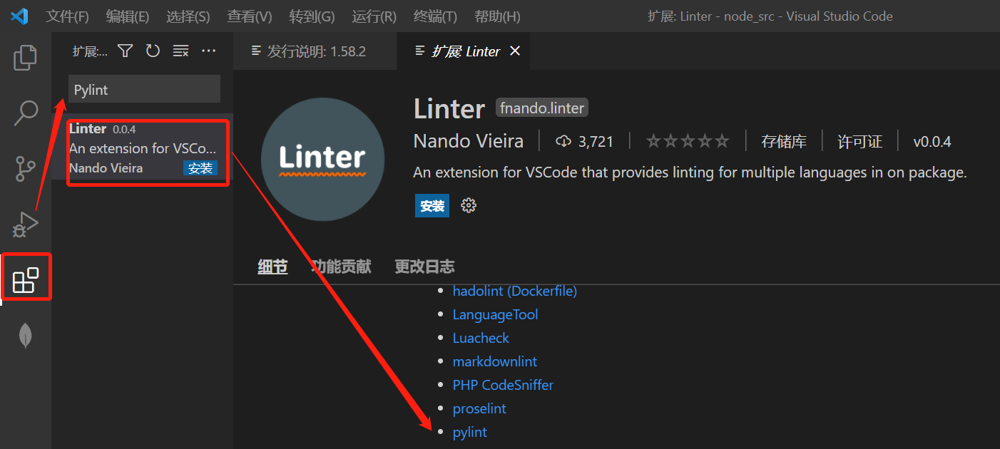 文件(F) 编辑(E) 选择(S) 查看(V) 转到(G) 运行(R) 终端(T) 帮助(H) 扩展: Linter - node_src - Visual Studio Code
扩展:...
发行说明: 1.58.2
扩展 Linter
Pylint
Linter 0.0.4
An extension for VSCo...
Nando Vieira 安装
Linter
Linter fnando.linter
Nando Vieira 3,721 存储库 许可证 v0.0.4
An extension for VSCode that provides linting for multiple languages in on package.
安装
细节 功能贡献 更改日志
hadolint (Dockerfile)
LanguageTool
Luacheck
markdownlint
PHP CodeSniffer
proselint
pylint